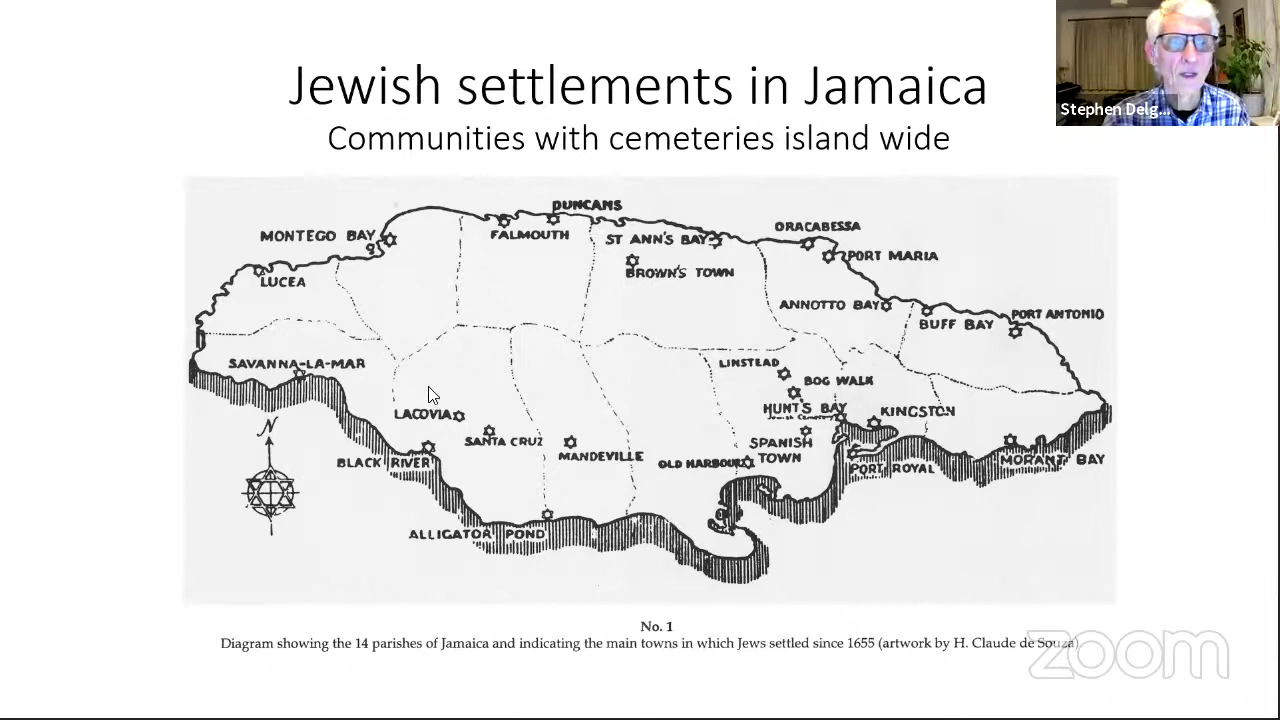 Jewish settlements in Jamaica
Communities with cemeteries island wide
Stephen Delg...
DUNCANS
MONTEGO BAY
FALMOUTH
ST ANN'S BAY
ORACABESSA
PORT MARIA
LUCEA
BROWN'S TOWN
ANNOTTO BAY
BUFF BAY
PORT ANTONIO
SAVANNA-LA-MAR
LINSTEAD
BOG WALK
LACOVIA
HUNT'S BAY
Jewish Cemetery
KINGSTON
SANTA CRUZ
MANDEVILLE
SPANISH
TOWN
OLD HARBOUR
PORT ROYAL
MORANT BAY
BLACK RIVER
N
ALLIGATOR POND
No. 1
Diagram showing the 14 parishes of Jamaica and indicating the main towns in which Jews settled since 1655 (artwork by H. Claude de Souza)
zoom